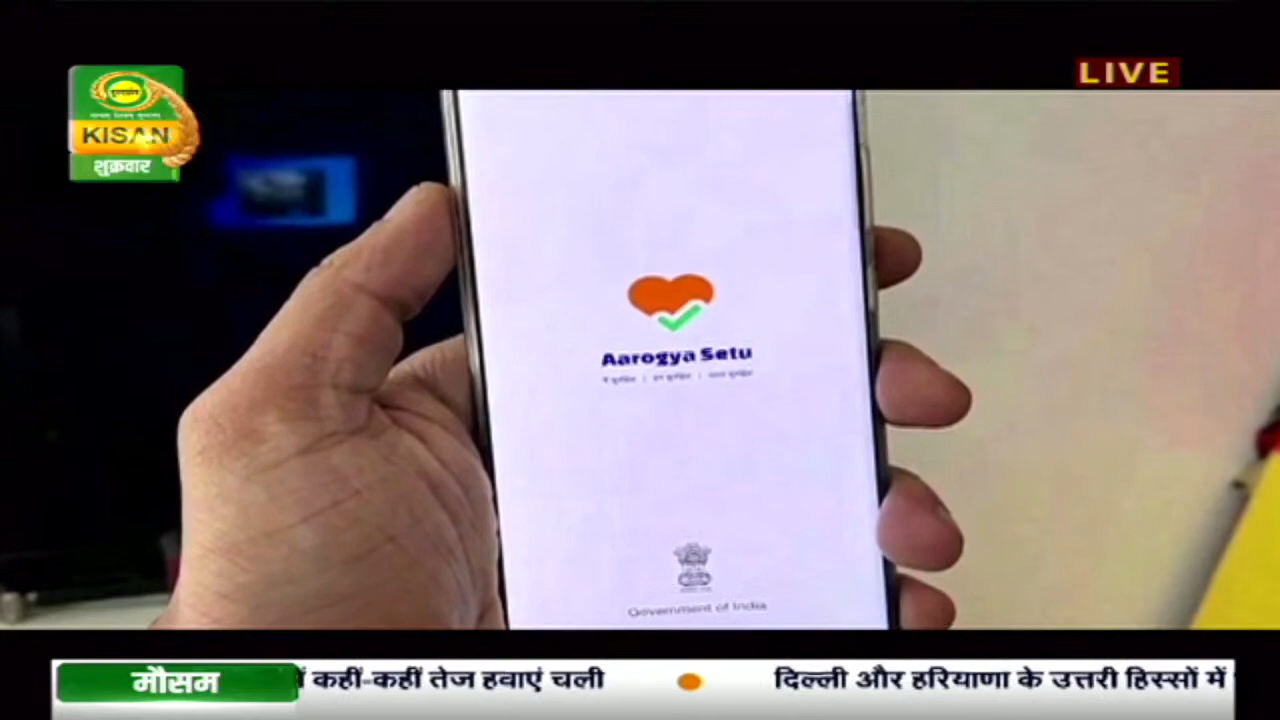 LIVE
KISAN
शुक्रवार
Aarogya Setu
Government of India
मौसम
में कहीं-कहीं तेज हवाएं चली
दिल्ली और हरियाणा के उत्तरी हिस्सों में